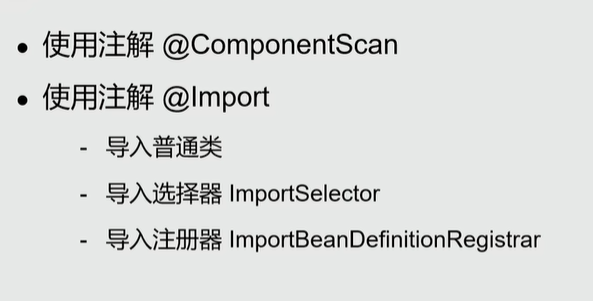 • 使用注解 @ComponentScan
• 使用注解 @Import
- 导入普通类
- 导入选择器 ImportSelector
- 导入注册器 ImportBeanDefinitionRegistrar